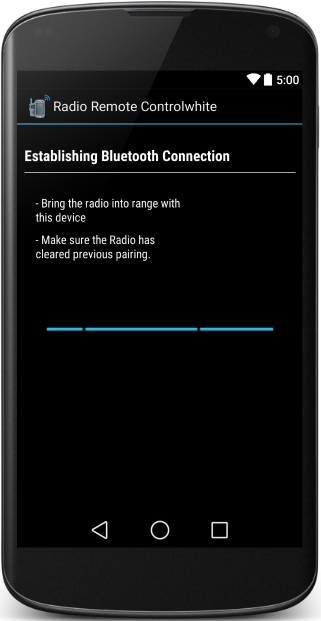 5:00
Radio Remote Controlwhite
Establishing Bluetooth Connection
- Bring the radio into range with
this device
- Make sure the Radio has
cleared previous pairing.